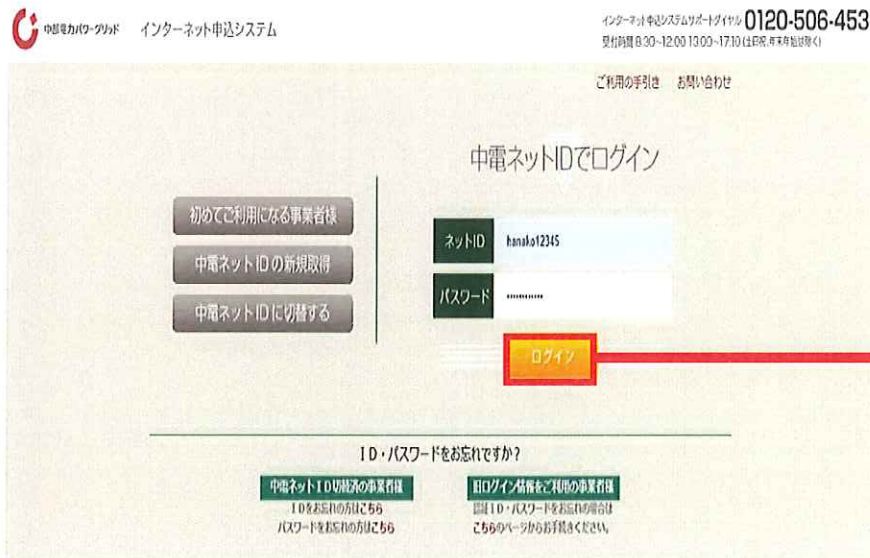 中部電力パワーグリッド インターネット申込システム
インターネット申込システムサポートダイヤル 0120-506-453
受付時間 8:30~12:00 13:00~17:10 (土日祝、年末年始は除く)
ご利用の手引き お問い合わせ
中電ネットIDでログイン
初めてご利用になる事業者様
中電ネットIDの新規取得
中電ネットIDに切替する
ネットID hanako12345
パスワード ••••••••••••
ログイン
ID・パスワードをお忘れですか?
中電ネットID切替済の事業者様
IDをお忘れの方はこちら
パスワードをお忘れの方はこちら
旧ログイン情報をご利用の事業者様
認証ID・パスワードをお忘れの場合は
こちらのページからお手続きください。